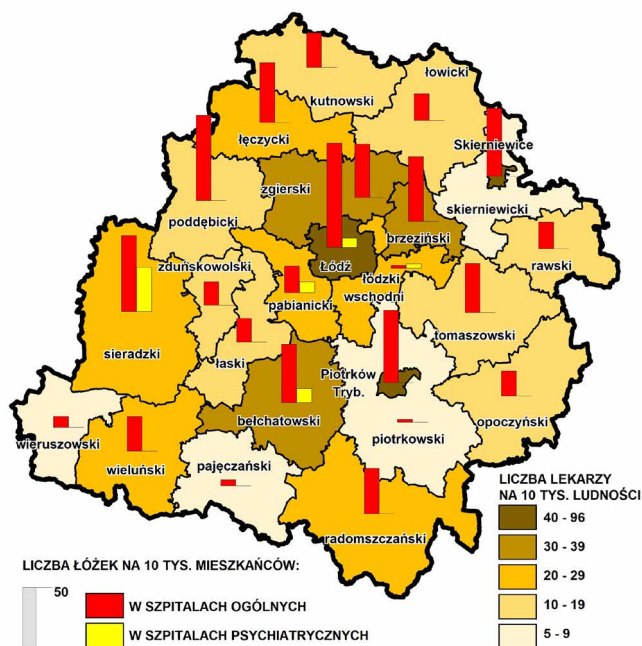 łowicki
kutnowski
Skierniewice
łęczycki
zgierski
skierniewicki
poddębicki
brzeziński
zduńskowolski
Łódź
rawski
łódzki
pabianicki
wschodni
tomaszowski
sieradzki
łaski
Piotrków
Tryb.
opoczyński
bełchatowski
piotrkowski
wieruszowski
wieluński
pajęczański
radomszczański
LICZBA LEKARZY
NA 10 TYS. LUDNOŚCI
40 - 96
30 - 39
20 - 29
10 - 19
5 - 9
LICZBA ŁÓŻEK NA 10 TYS. MIESZKAŃCÓW:
50
W SZPITALACH OGÓLNYCH
W SZPITALACH PSYCHIATRYCZNYCH